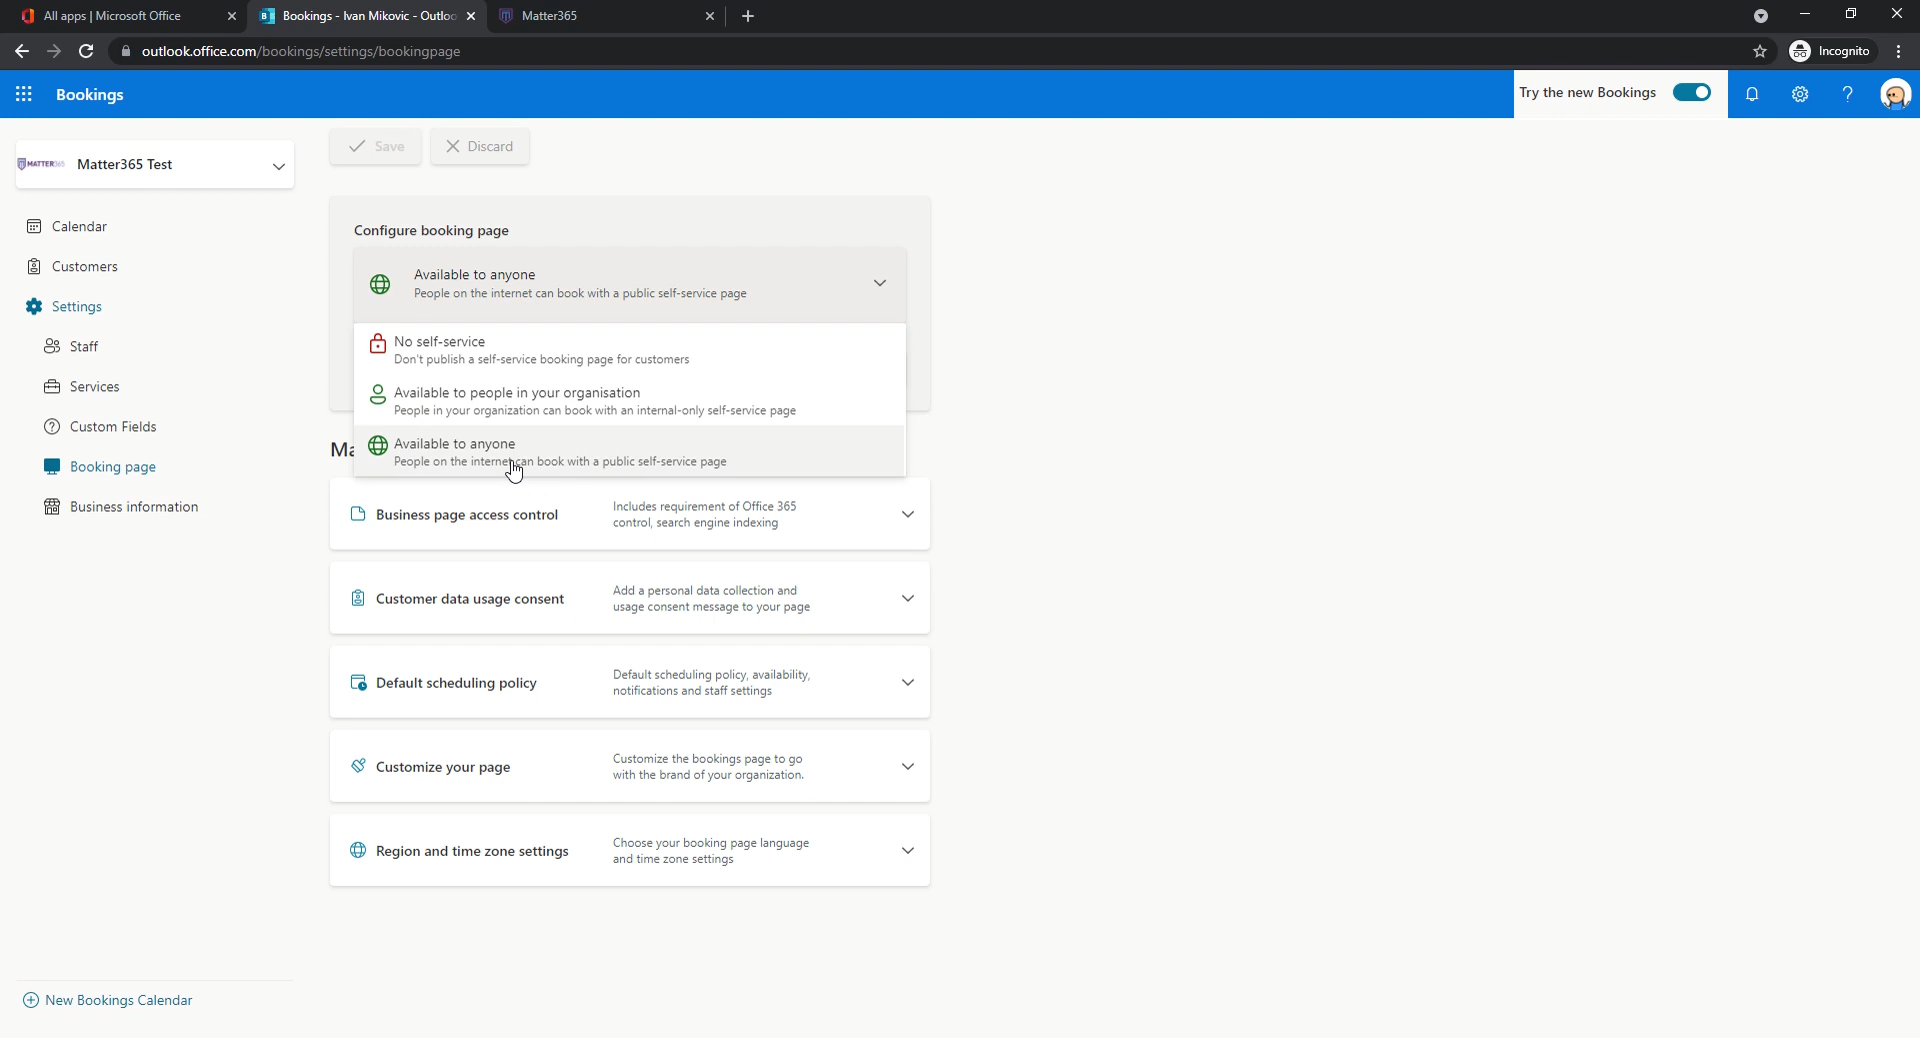 All apps | Microsoft Office
Bookings - Ivan Mikovic - Outloo
Matter365
outlook.office.com/bookings/settings/bookingpage
Incognito
Bookings
Try the new Bookings
MATTER365
Matter365 Test
Save
Discard
Calendar
Customers
Settings
Staff
Services
Custom Fields
Booking page
Business information
New Bookings Calendar
Configure booking page
Available to anyone
People on the internet can book with a public self-service page
No self-service
Don't publish a self-service booking page for customers
Available to people in your organisation
People in your organization can book with an internal-only self-service page
Available to anyone
People on the internet can book with a public self-service page
Ma
Business page access control
Includes requirement of Office 365
control, search engine indexing
Customer data usage consent
Add a personal data collection and
usage consent message to your page
Default scheduling policy
Default scheduling policy, availability,
notifications and staff settings
Customize your page
Customize the bookings page to go
with the brand of your organization.
Region and time zone settings
Choose your booking page language
and time zone settings